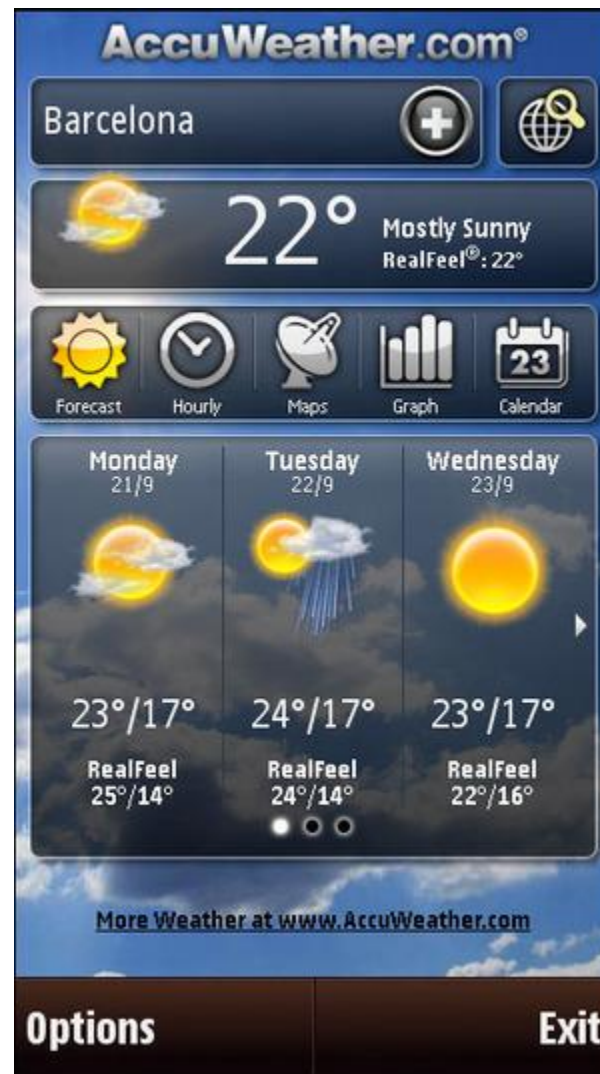 AccuWeather.com®
Barcelona
22°
Mostly Sunny
RealFeel®: 22°
Forecast
Hourly
Maps
23
Graph
Calendar
Monday
21/9
Tuesday
22/9
Wednesday
23/9
23°/17°
24°/17°
23°/17°
RealFeel
25°/14°
RealFeel
24°/14°
RealFeel
22°/16°
More Weather at www.AccuWeather.com
Options
Exit